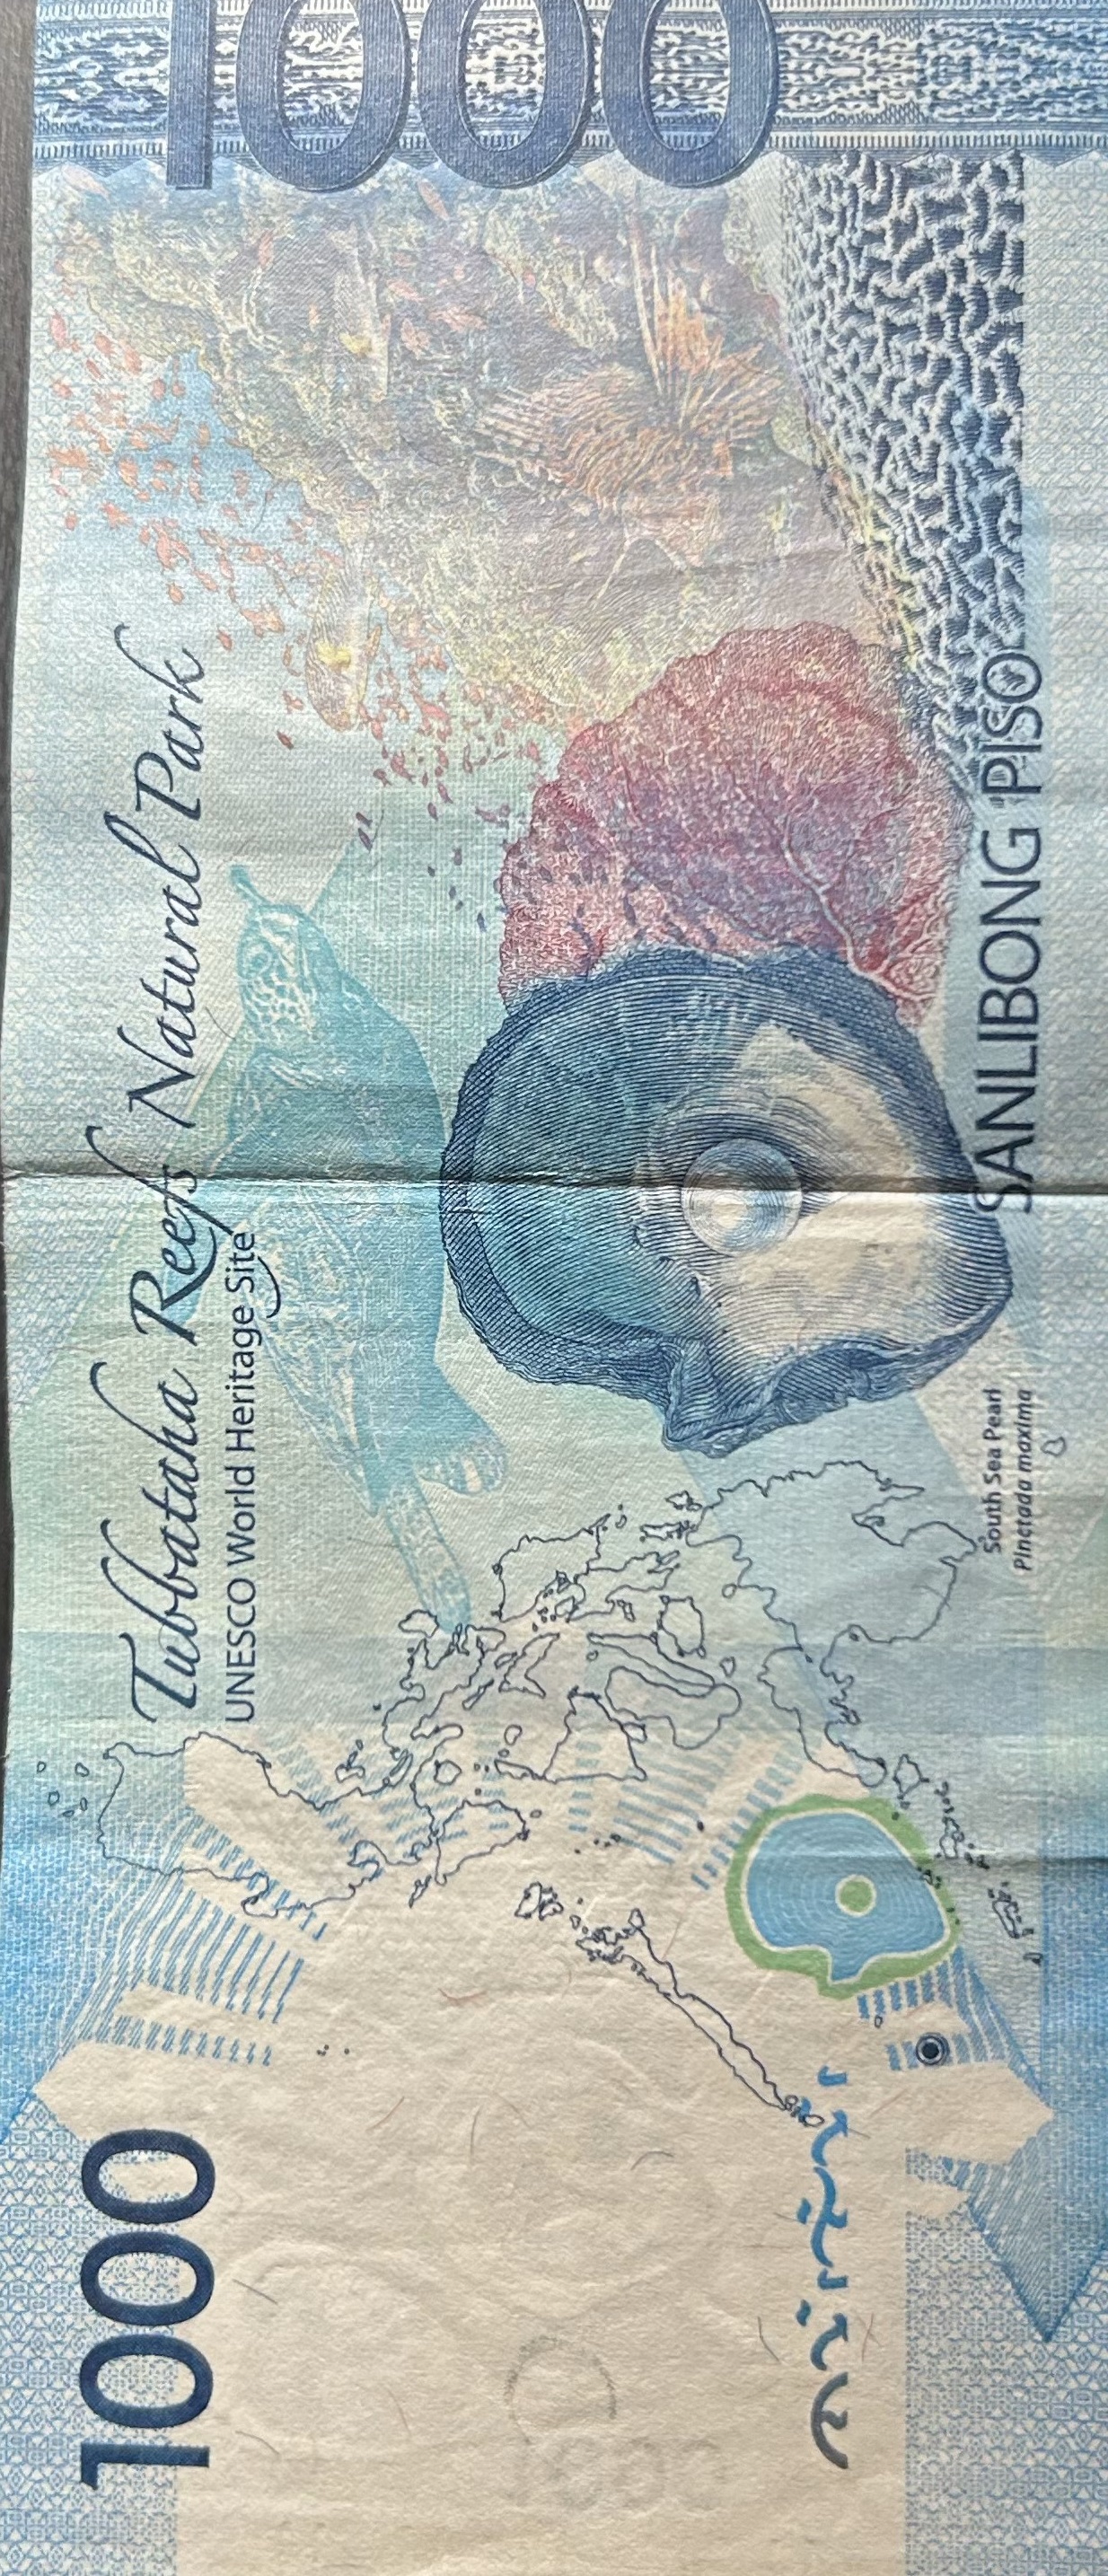 1000
Tubbataha Reefs Natural Park
UNESCO World Heritage Site
South Sea Pearl
Pinctada maxima
SANLIBONG PISO
1000